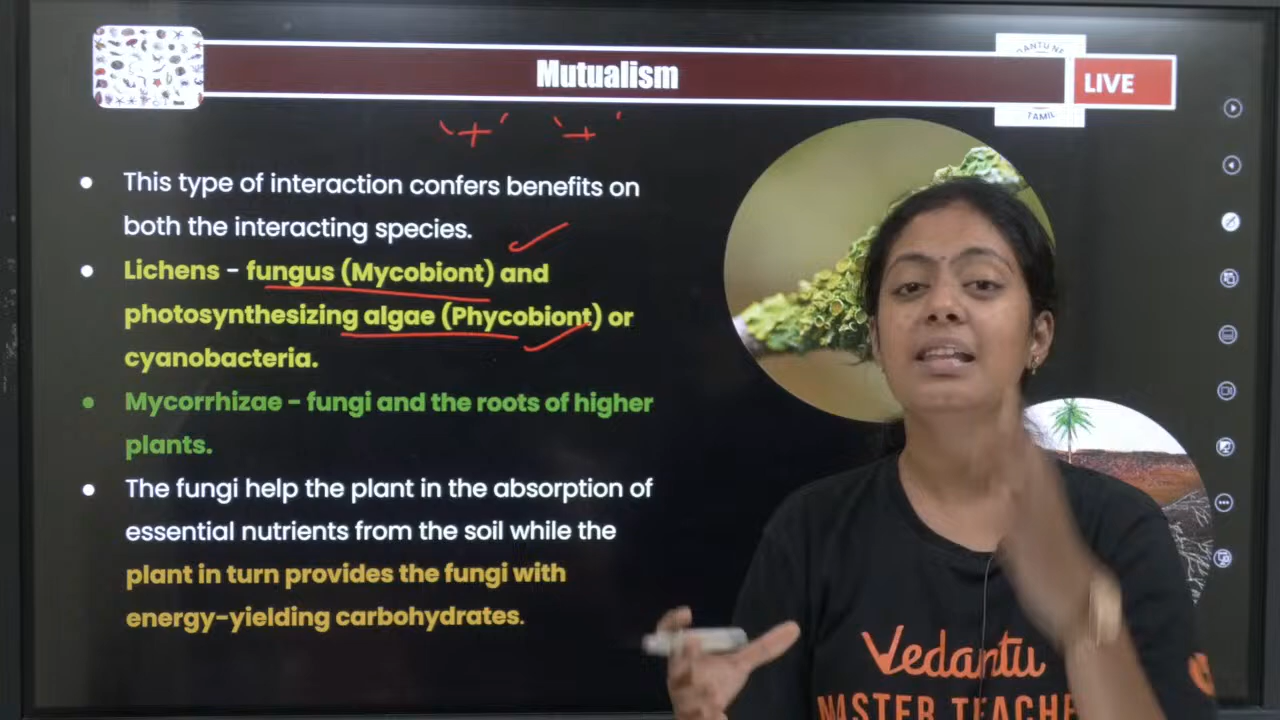 Mutualism
LIVE
TAMIL
'+' '+'
This type of interaction confers benefits on
both the interacting species.
Lichens - fungus (Mycobiont) and
photosynthesizing algae (Phycobiont) or
cyanobacteria.
Mycorrhizae - fungi and the roots of higher
plants.
The fungi help the plant in the absorption of
essential nutrients from the soil while the
plant in turn provides the fungi with
energy-yielding carbohydrates.
Vedantu
MASTER TEACHE